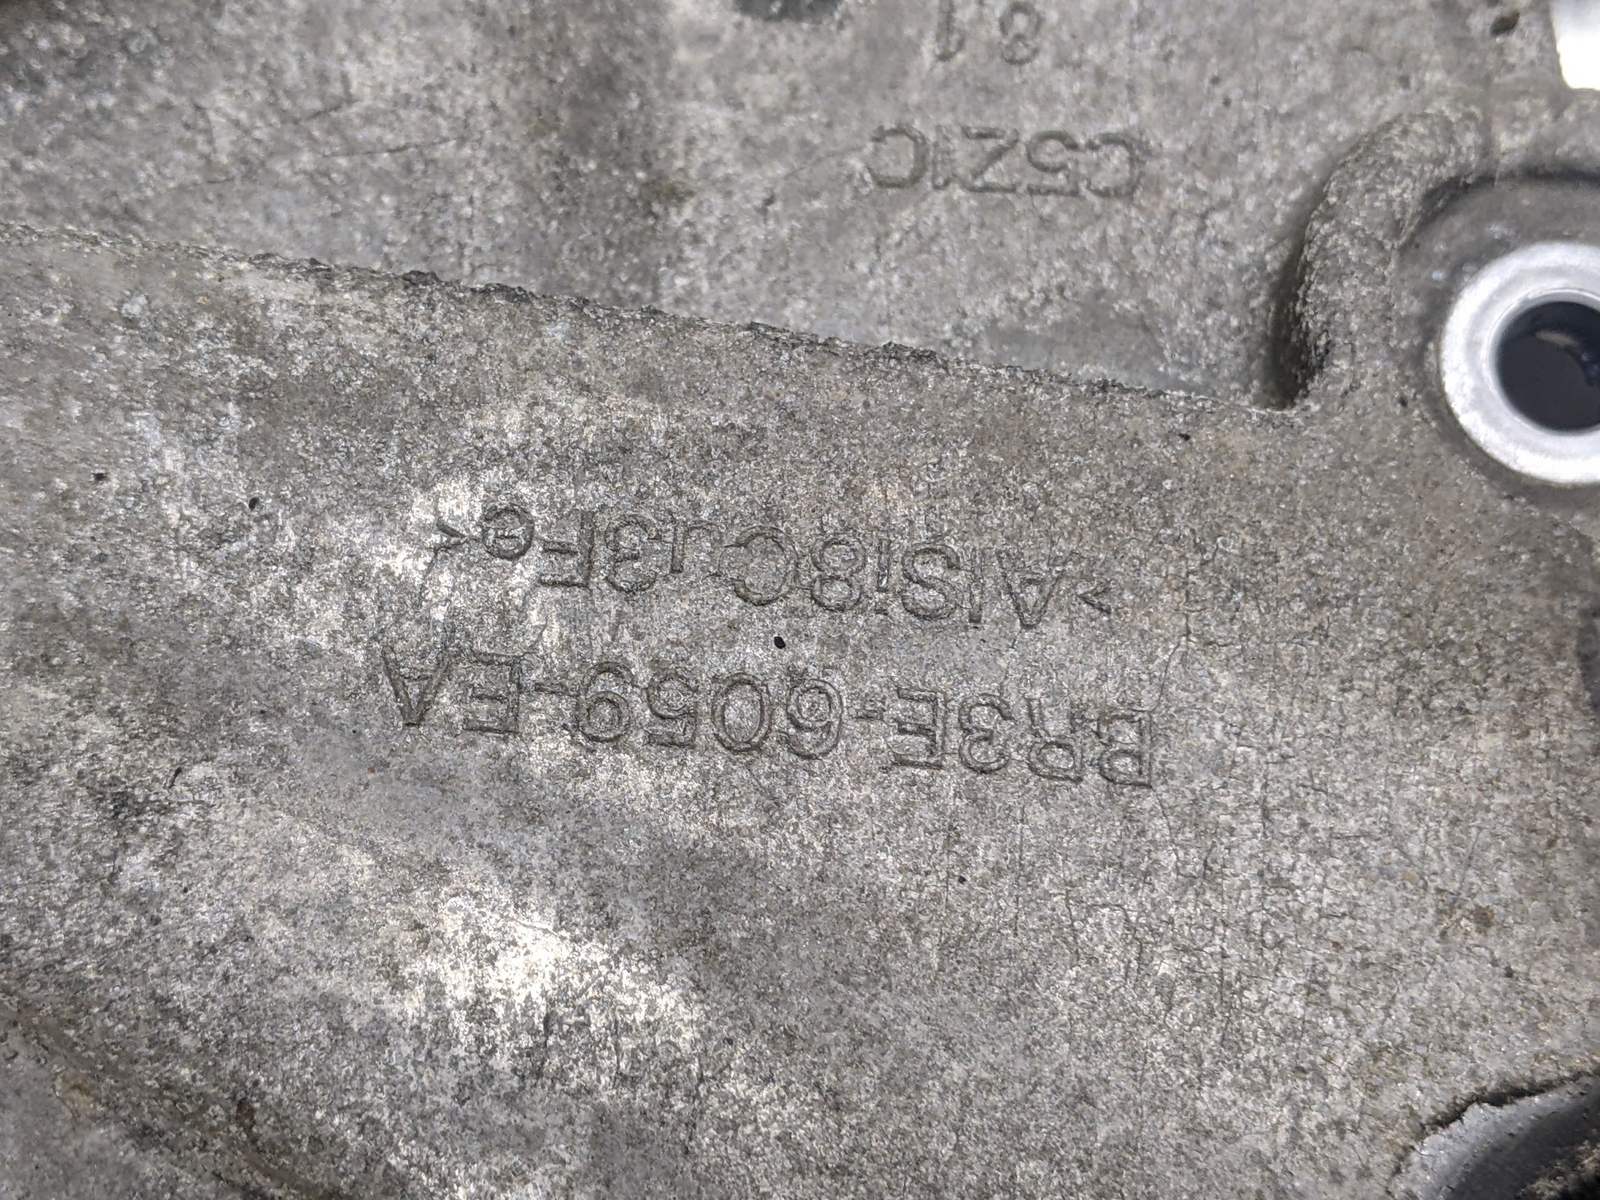 BR3E-6059-EA
>AlSi8Cu3Fe<
C5Z1C
81